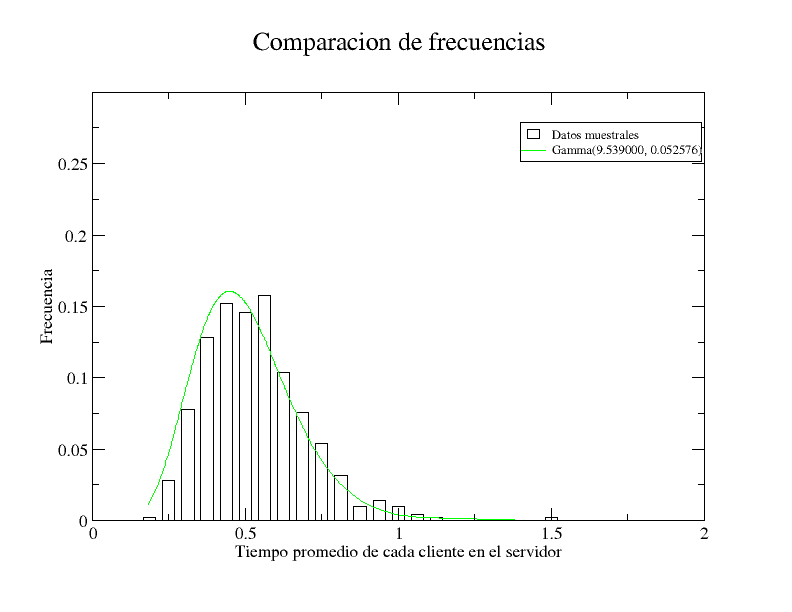 Comparacion de frecuencias
Datos muestrales
Gamma(9.539000, 0.052576)
0.25
0.2
0.15
0.1
0.05
0
Frecuencia
0 0.5 1 1.5 2
Tiempo promedio de cada cliente en el servidor